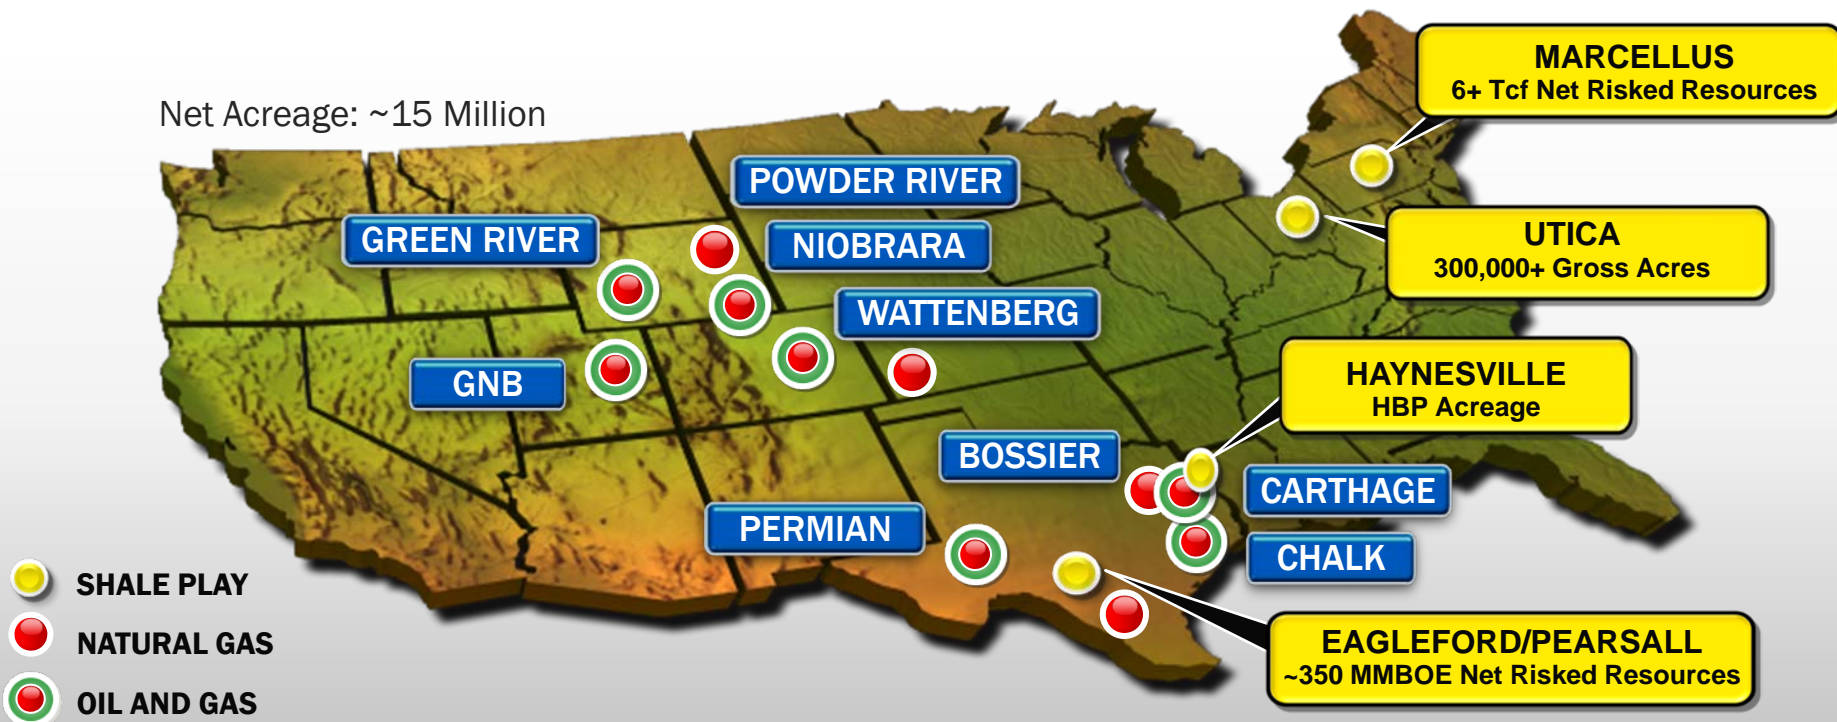 Net Acreage: ~15 Million
MARCELLUS
6+ Tcf Net Risked Resources
POWDER RIVER
GREEN RIVER
NIOBRARA
UTICA
300,000+ Gross Acres
WATTENBERG
GNB
HAYNESVILLE
HBP Acreage
BOSSIER
CARTHAGE
PERMIAN
CHALK
SHALE PLAY
NATURAL GAS
OIL AND GAS
EAGLEFORD/PEARSALL
~350 MMBOE Net Risked Resources